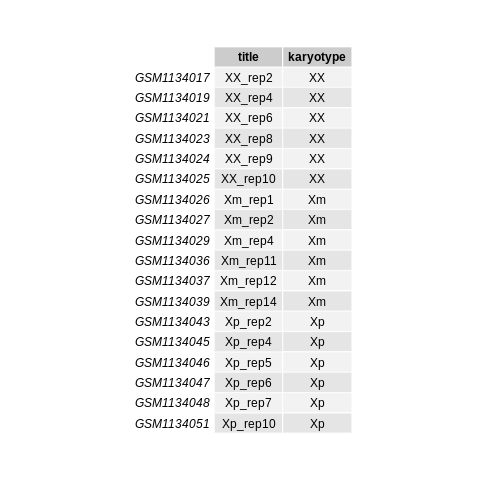 title karyotype
GSM1134017 XX_rep2 XX
GSM1134019 XX_rep4 XX
GSM1134021 XX_rep6 XX
GSM1134023 XX_rep8 XX
GSM1134024 XX_rep9 XX
GSM1134025 XX_rep10 XX
GSM1134026 Xm_rep1 Xm
GSM1134027 Xm_rep2 Xm
GSM1134029 Xm_rep4 Xm
GSM1134036 Xm_rep11 Xm
GSM1134037 Xm_rep12 Xm
GSM1134039 Xm_rep14 Xm
GSM1134043 Xp_rep2 Xp
GSM1134045 Xp_rep4 Xp
GSM1134046 Xp_rep5 Xp
GSM1134047 Xp_rep6 Xp
GSM1134048 Xp_rep7 Xp
GSM1134051 Xp_rep10 Xp